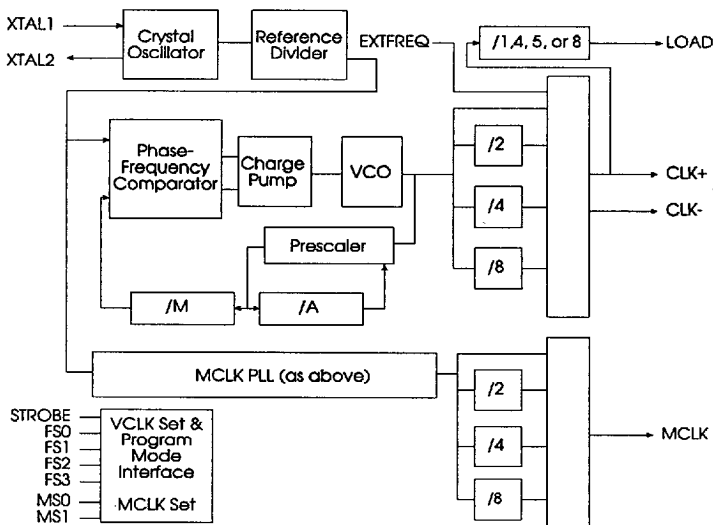 XTAL1
XTAL2
Crystal
Oscillator
Reference
Divider
EXTFREQ
/1,4, 5, or 8
LOAD
Phase-
Frequency
Comparator
Charge
Pump
VCO
/2
/4
/8
CLK+
CLK-
Prescaler
/M
/A
MCLK PLL (as above)
/2
/4
/8
MCLK
STROBE
FS0
FS1
FS2
FS3
MS0
MS1
VCLK Set &
Program
Mode
Interface
MCLK Set